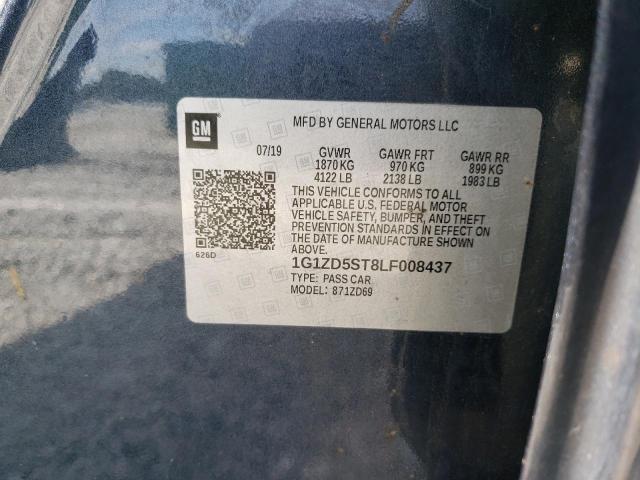 GM
MFD BY GENERAL MOTORS LLC
07/19 GVWR GAWR FRT GAWR RR
1870 KG 970 KG 899 KG
4122 LB 2138 LB 1983 LB
THIS VEHICLE CONFORMS TO ALL
APPLICABLE U.S. FEDERAL MOTOR
VEHICLE SAFETY, BUMPER, AND THEFT
PREVENTION STANDARDS IN EFFECT ON
THE DATE OF MANUFACTURE SHOWN
ABOVE.
626D
1G1ZD5ST8LF008437
TYPE: PASS CAR
MODEL: 871ZD69